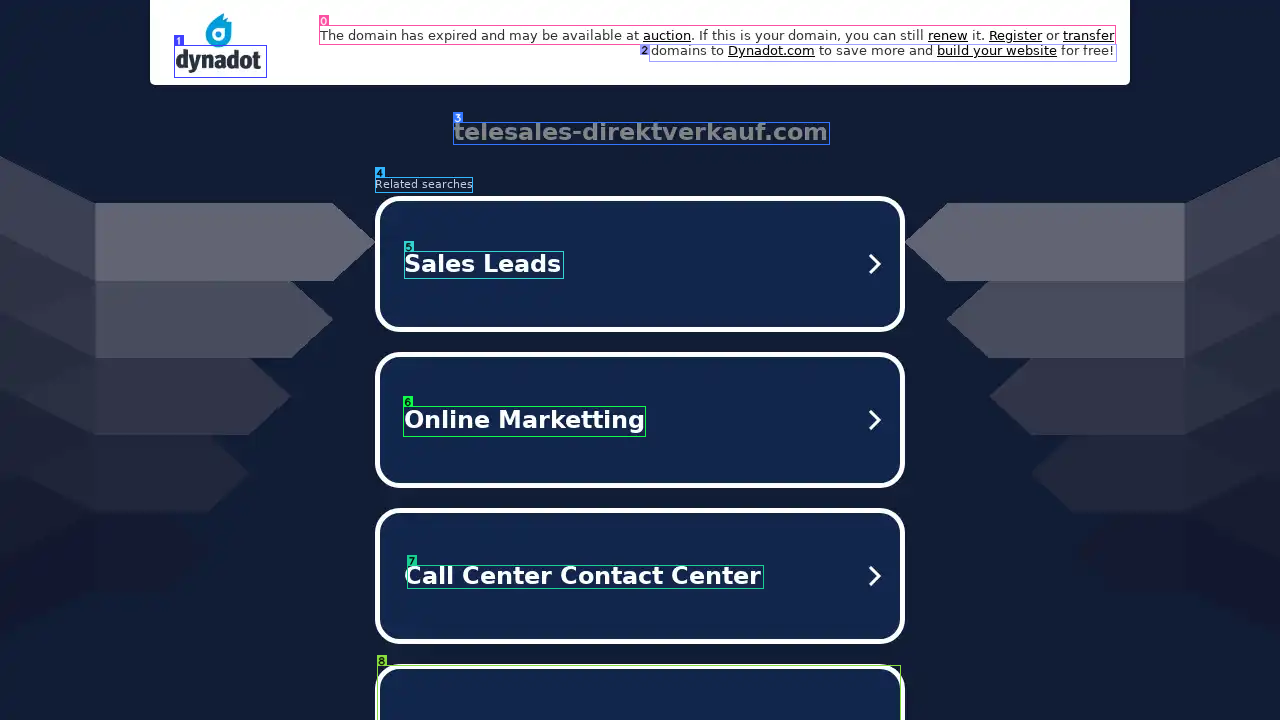 The domain has expired and may be available at auction. If this is your domain, you can still renew it. Register or transfer
domains to Dynadot.com to save more and build your website for free!
dynadot
telesales-direktverkauf.com
Related searches
Sales Leads
Online Marketting
Call Center Contact Center
0
1
2
3
4
5
6
7
8